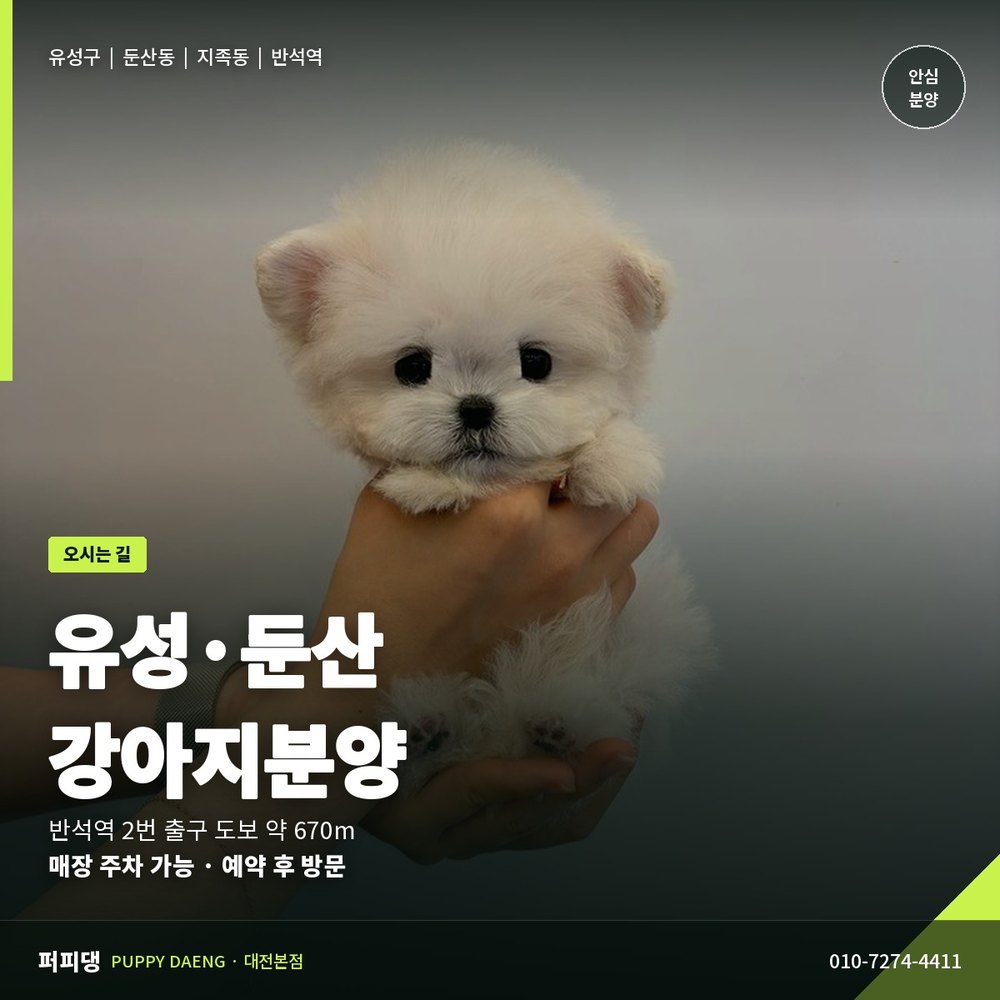 유성구 | 둔산동 | 지족동 | 반석역
안심
분양
오시는 길
유성·둔산
강아지분양
반석역 2번 출구 도보 약 670m
매장 주차 가능 · 예약 후 방문
퍼피댕 PUPPY DAENG · 대전본점
010-7274-4411